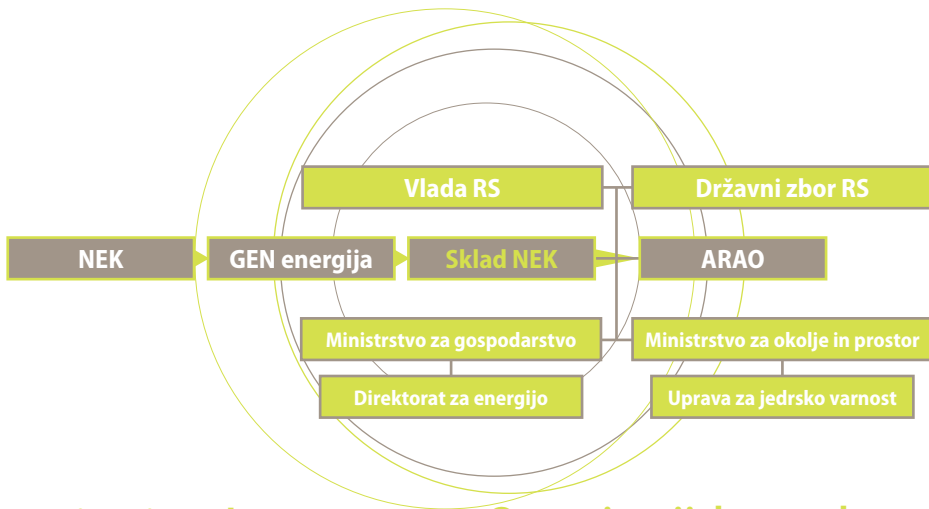 Vlada RS
Državni zbor RS
NEK
GEN energija
Sklad NEK
ARAO
Ministrstvo za gospodarstvo
Ministrstvo za okolje in prostor
Direktorat za energijo
Uprava za jedrsko varnost